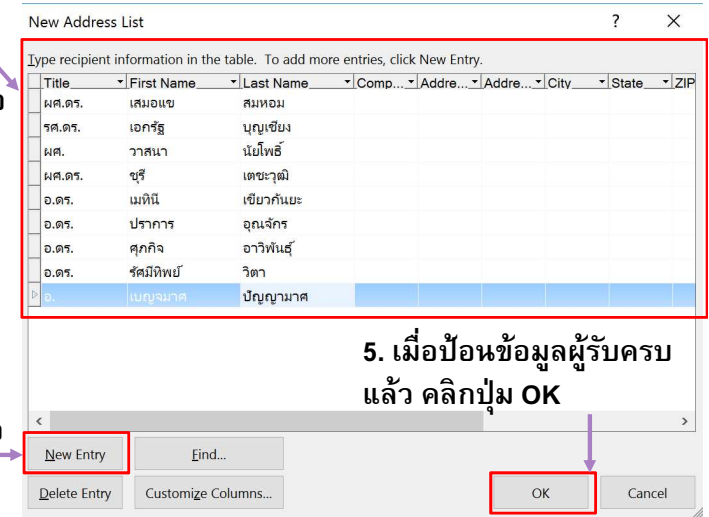 New Address List ? ×
Type recipient information in the table. To add more entries, click New Entry.
Title First Name Last Name Comp... Addre... Addre... City State ZIP
ผศ.ดร. เสมอแข สมหอม
รศ.ดร. เอกรัฐ บุญเชียง
ผศ. วาสนา นัยโพธิ์
ผศ.ดร. ชุรี เตชะวุฒิ
อ.ดร. เมทินี เขียวกันยะ
อ.ดร. ปราการ อุณจักร
อ.ดร. ศุภกิจ อาวิพันธุ์
อ.ดร. รัศมีทิพย์ วิตา
อ. เบญจมาศ ปัญญามาศ
5. เมื่อป้อนข้อมูลผู้รับครบ
แล้ว คลิกปุ่ม OK
New Entry Find...
Delete Entry Customize Columns... OK Cancel